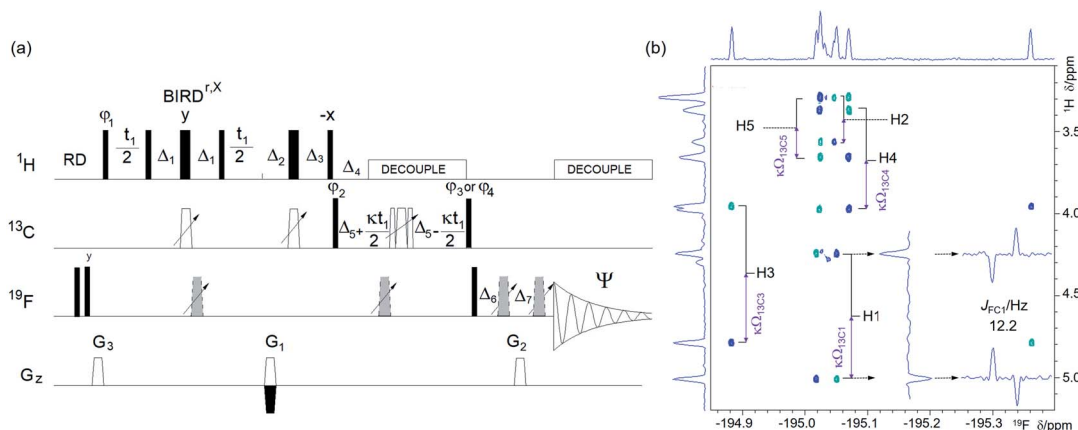 (a)
BIRD^r,X
φ1 y -x
¹H RD t1/2 Δ1 Δ1 t1/2 Δ2 Δ3 Δ4 DECOUPLE DECOUPLE
φ2 φ3 or φ4
¹³C Δ5+ κt1/2 Δ5- κt1/2
y
¹⁹F Δ6 Δ7 Ψ
G3 G1 G2
Gz
(b)
¹H δ/ppm
3.5
4.0
4.5
5.0
H5 H2
κΩ13C5
H4
κΩ13C4
H3
κΩ13C3
H1
κΩ13C1
JFC1/Hz
12.2
-194.9 -195.0 -195.1 -195.2 -195.3 ¹⁹F δ/ppm